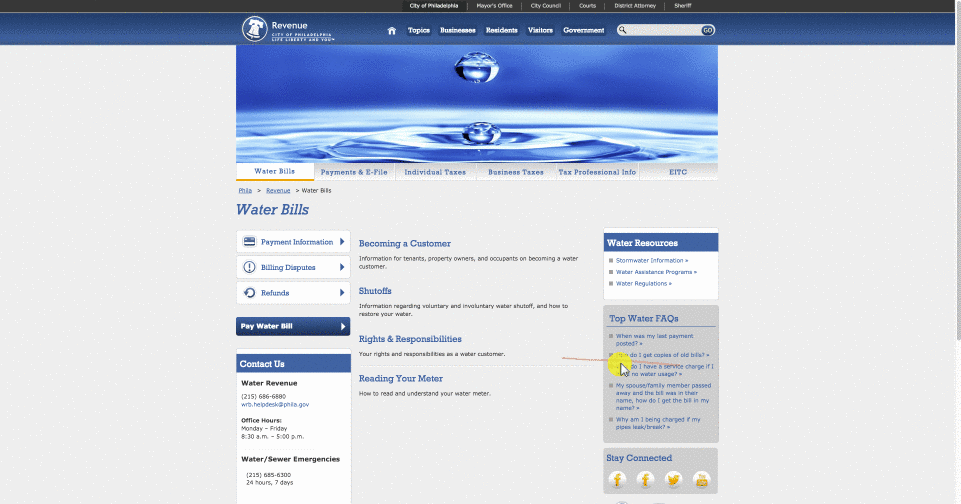 City of Philadelphia
Mayor's Office
City Council
Courts
District Attorney
Sheriff
Revenue
CITY OF PHILADELPHIA
LIFE LIBERTY AND YOU
Topics
Businesses
Residents
Visitors
Government
GO
Water Bills
Payments & E-File
Individual Taxes
Business Taxes
Tax Professional Info
EITC
Phila > Revenue > Water Bills
Water Bills
Payment Information
Billing Disputes
Refunds
Pay Water Bill
Contact Us
Water Revenue
(215) 686-6880
wrb.helpdesk@phila.gov
Office Hours:
Monday – Friday
8:30 a.m. – 5:00 p.m.
Water/Sewer Emergencies
(215) 685-6300
24 hours, 7 days
Becoming a Customer
Information for tenants, property owners, and occupants on becoming a water
customer.
Shutoffs
Information regarding voluntary and involuntary water shutoff, and how to
restore your water.
Rights & Responsibilities
Your rights and responsibilities as a water customer.
Reading Your Meter
How to read and understand your water meter.
Water Resources
Stormwater Information »
Water Assistance Programs »
Water Regulations »
Top Water FAQs
When was my last payment
posted? »
do I get copies of old bills? »
do I have a service charge if I
no water usage? »
My spouse/family member passed
away and the bill was in their
name, how do I get the bill in my
name? »
Why am I being charged if my
pipes leak/break? »
Stay Connected